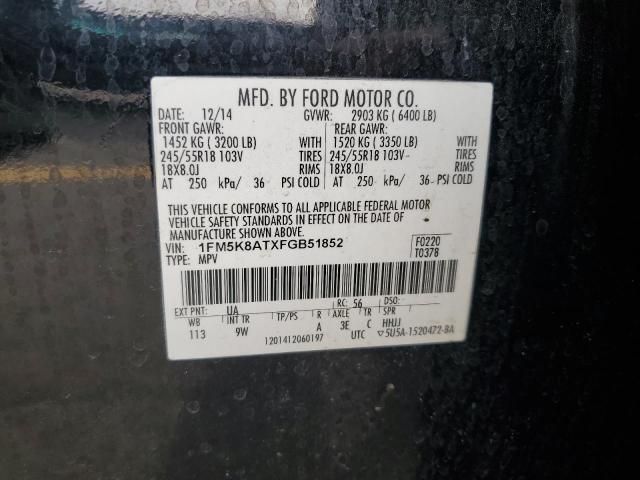 MFD. BY FORD MOTOR CO.
DATE: 12/14 GVWR: 2903 KG ( 6400 LB)
FRONT GAWR: REAR GAWR:
1452 KG ( 3200 LB) 1520 KG ( 3350 LB)
245/55R18 103V TIRES 245/55R18 103V TIRES
18X8.0J RIMS 18X8.0J RIMS
AT 250 kPa/ 36 PSI COLD AT 250 kPa/ 36 PSI COLD
THIS VEHICLE CONFORMS TO ALL APPLICABLE FEDERAL MOTOR
VEHICLE SAFETY STANDARDS IN EFFECT ON THE DATE OF
MANUFACTURE SHOWN ABOVE.
VIN: 1FM5K8ATXFGB51852 F0220
TYPE: MPV T0378
EXT PNT: UA RC: 56 DSO:
WB INT TR TP/PS R AXLE TR SPR
113 9W A 3E C HHJJ
1201412060197 UTC ▽5U5A-1520472-BA